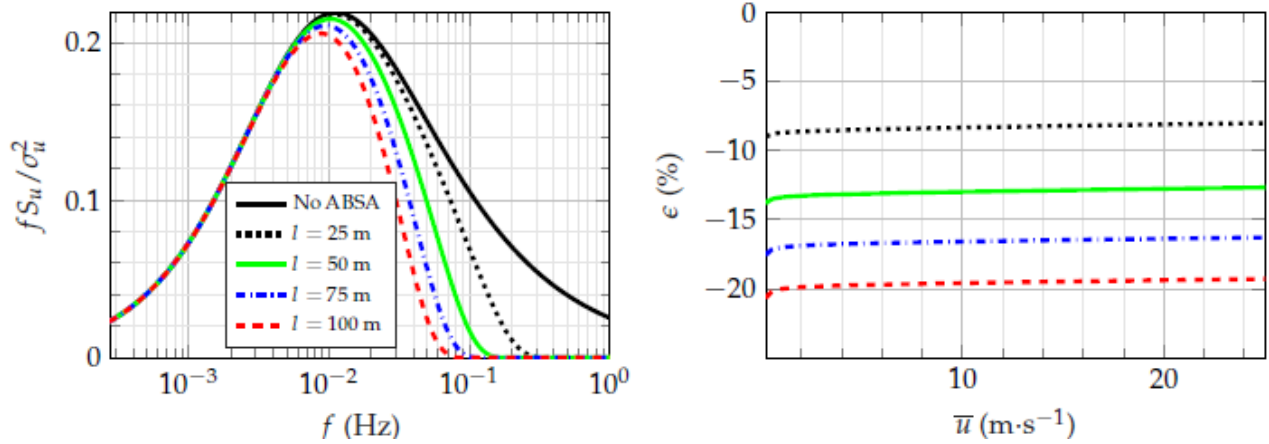 0.2
0.1
0
f S_u / σ_u^2
10^{-3}
10^{-2}
10^{-1}
10^0
f (Hz)
No ABSA
l = 25 m
l = 50 m
l = 75 m
l = 100 m
0
−5
−10
−15
−20
ϵ (%)
10
20
u̅ (m·s^{−1})